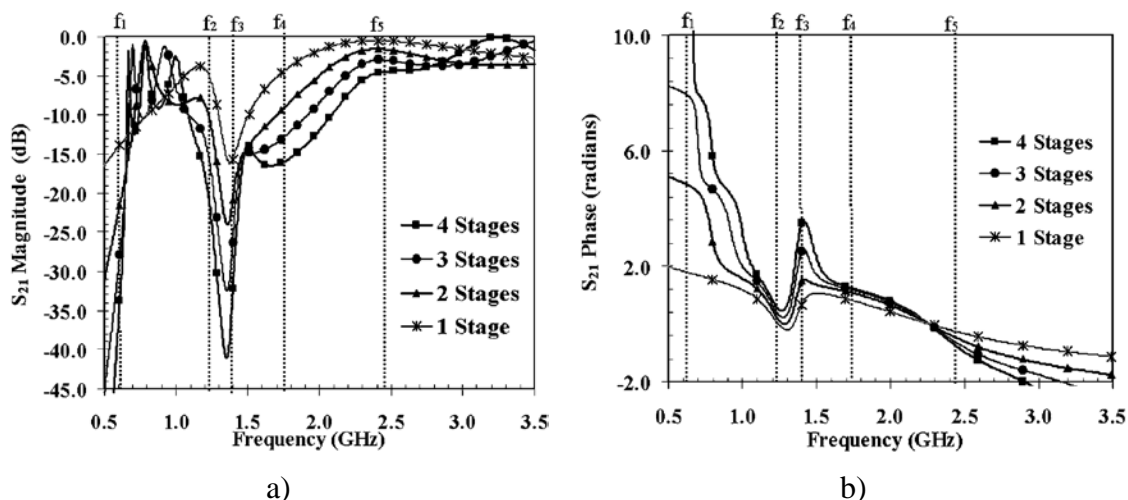 f1 f2 f3 f4 f5
0.0
-5.0
-10.0
-15.0
-20.0
-25.0
-30.0
-35.0
-40.0
-45.0
S21 Magnitude (dB)
4 Stages
3 Stages
2 Stages
1 Stage
0.5 1.0 1.5 2.0 2.5 3.0 3.5
Frequency (GHz)
a)
f1 f2 f3 f4 f5
10.0
6.0
2.0
-2.0
S21 Phase (radians)
4 Stages
3 Stages
2 Stages
1 Stage
0.5 1.0 1.5 2.0 2.5 3.0 3.5
Frequency (GHz)
b)